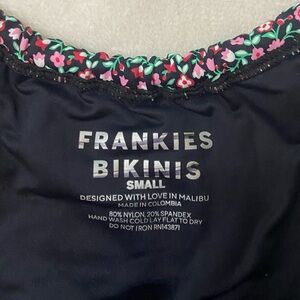 FRANKIES
BIKINIS
SMALL
DESIGNED WITH LOVE IN MALIBU
MADE IN COLOMBIA
80% NYLON, 20% SPANDEX
HAND WASH COLD LAY FLAT TO DRY
DO NOT IRON RN143871